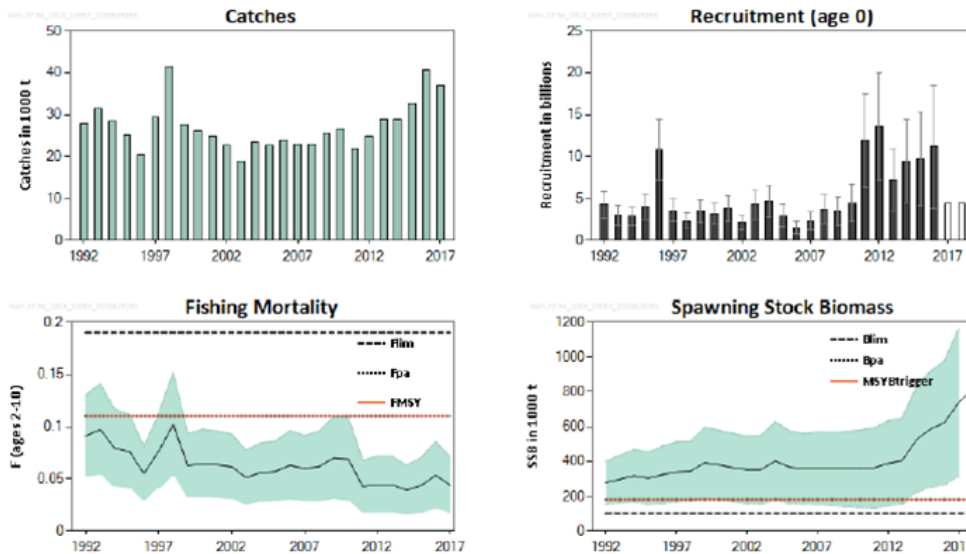 Catches
Catches in 1000 t
50
40
30
20
10
0
1992 1997 2002 2007 2012 2017
Recruitment (age 0)
Recruitment in billions
25
20
15
10
5
0
1992 1997 2002 2007 2012 2017
Fishing Mortality
F (ages 2-10)
0.2
0.15
0.1
0.05
0
Flim
Fpa
FMSY
1992 1997 2002 2007 2012 2017
Spawning Stock Biomass
SSB in 1000 t
1200
1000
800
600
400
200
0
Blim
Bpa
MSYBtrigger
1992 1997 2002 2007 2012